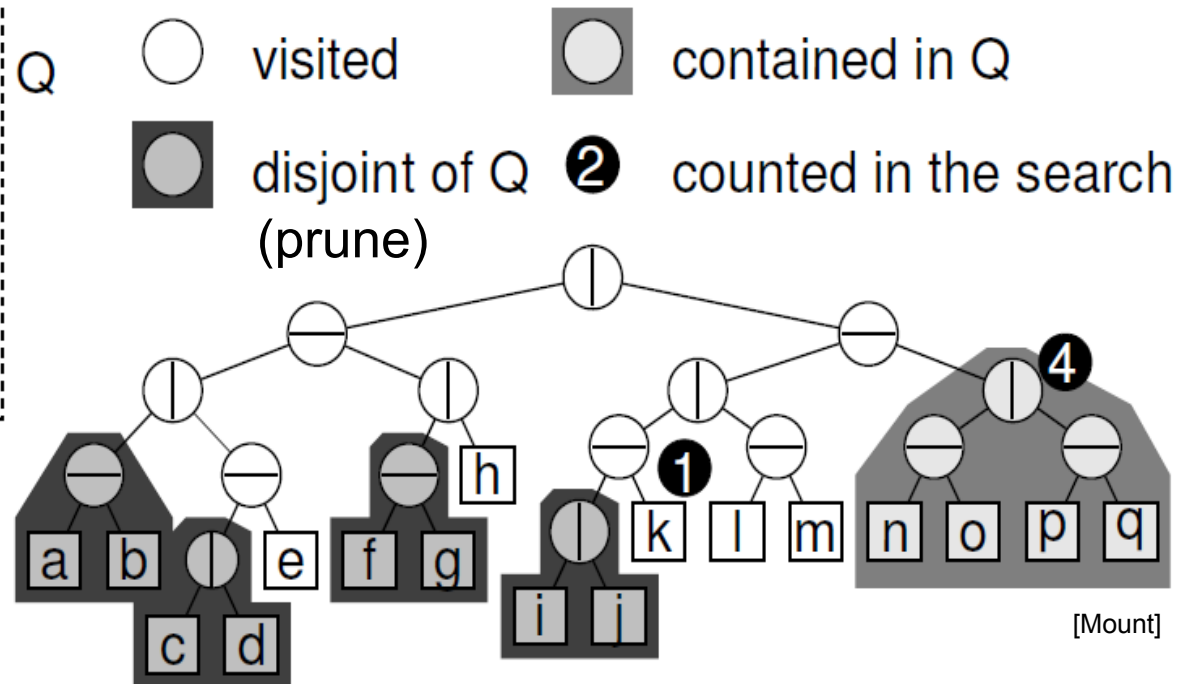 Q visited contained in Q
disjoint of Q 2 counted in the search
(prune)
4
h 1
a b e f g k l m n o p q
c d i j
[Mount]